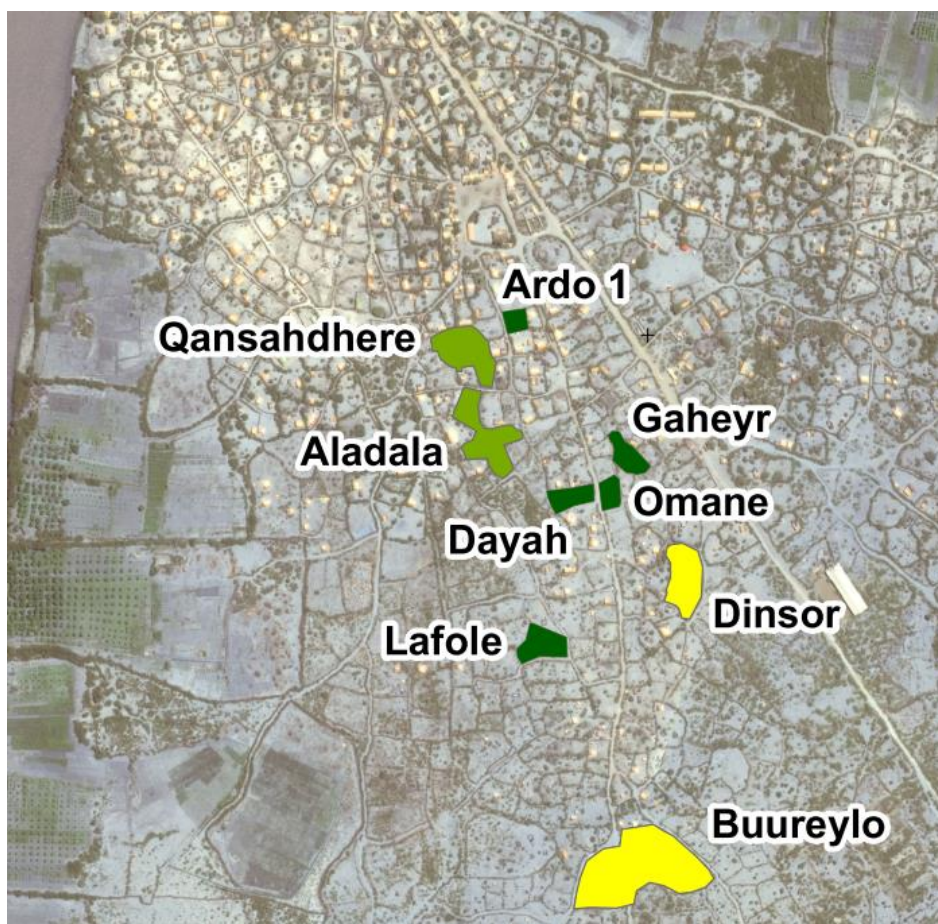 Ardo 1
Qansahdhere
Gaheyr
Aladala
Omane
Dayah
Dinsor
Lafole
Buureylo